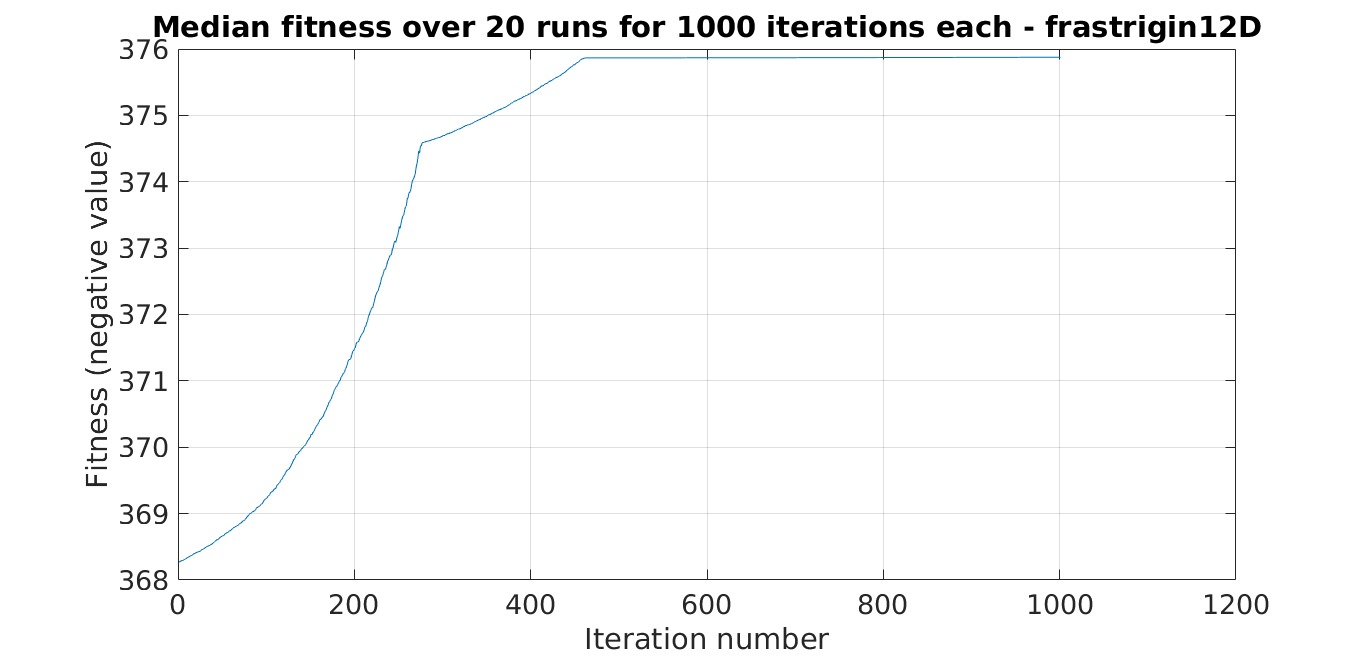 Median fitness over 20 runs for 1000 iterations each - frastrigin12D
Fitness (negative value)
376
375
374
373
372
371
370
369
368
0 200 400 600 800 1000 1200
Iteration number